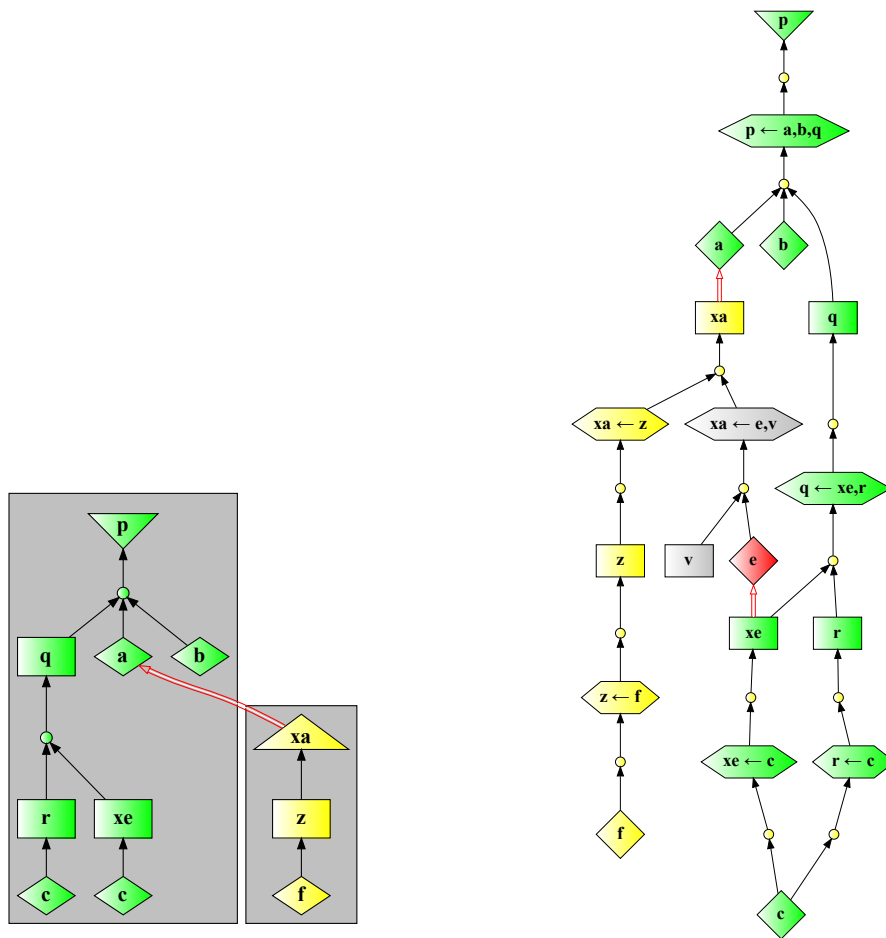 p
q
a
b
xa
r
xe
z
c
c
f
p
p ← a,b,q
a
b
xa
q
xa ← z
xa ← e,v
q ← xe,r
z
v
e
xe
r
z ← f
xe ← c
r ← c
f
c